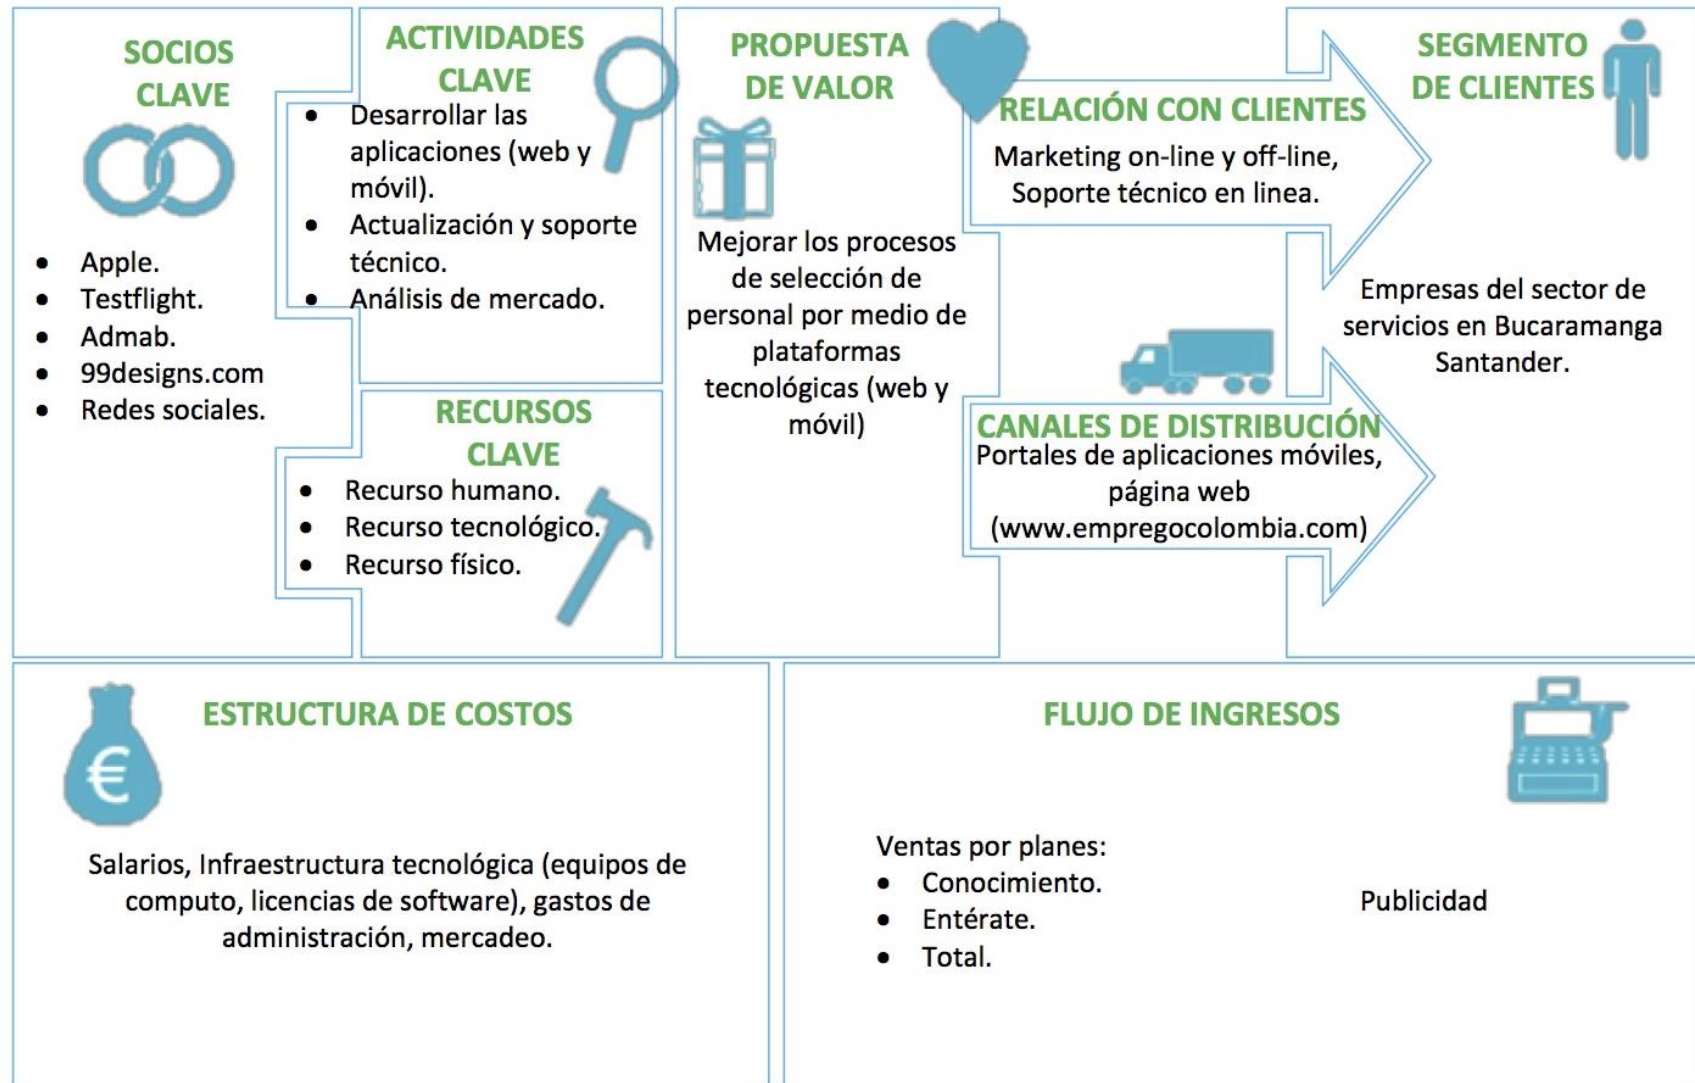 SOCIOS
CLAVE
• Apple.
• Testflight.
• Admab.
• 99designs.com
• Redes sociales.
ACTIVIDADES
CLAVE
• Desarrollar las
aplicaciones (web y
móvil).
• Actualización y soporte
técnico.
• Análisis de mercado.
RECURSOS
CLAVE
• Recurso humano.
• Recurso tecnológico.
• Recurso físico.
PROPUESTA
DE VALOR
Mejorar los procesos
de selección de
personal por medio de
plataformas
tecnológicas (web y
móvil)
RELACIÓN CON CLIENTES
Marketing on-line y off-line,
Soporte técnico en linea.
CANALES DE DISTRIBUCIÓN
Portales de aplicaciones móviles,
página web
(www.empregocolombia.com)
SEGMENTO
DE CLIENTES
Empresas del sector de
servicios en Bucaramanga
Santander.
ESTRUCTURA DE COSTOS
€
Salarios, Infraestructura tecnológica (equipos de
computo, licencias de software), gastos de
administración, mercadeo.
FLUJO DE INGRESOS
Ventas por planes:
• Conocimiento.
• Entérate.
• Total.
Publicidad